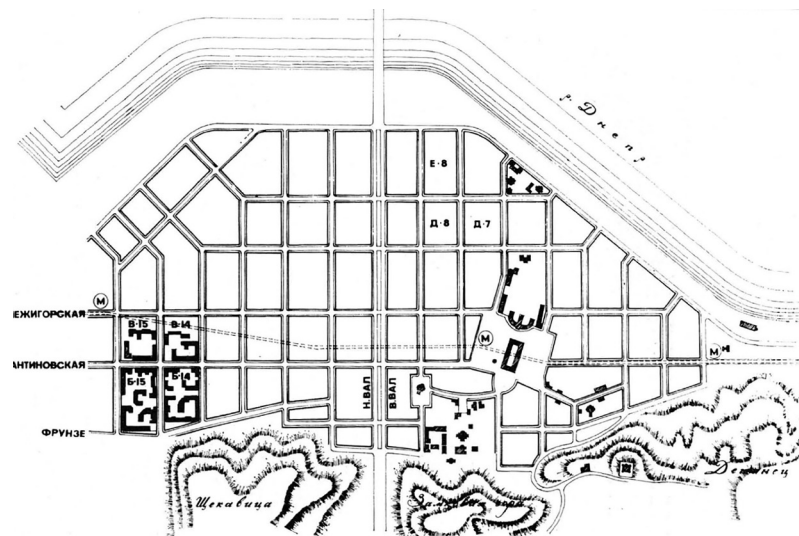 р. Днепр
Е·8
Д·8
Д·7
М
ЕЖИГОРСКАЯ
В·15
В·14
М
М
АНТИНОВСКАЯ
Б·15
Б·14
Н.ВАЛ
В.ВАЛ
ФРУНЗЕ
Щекавица